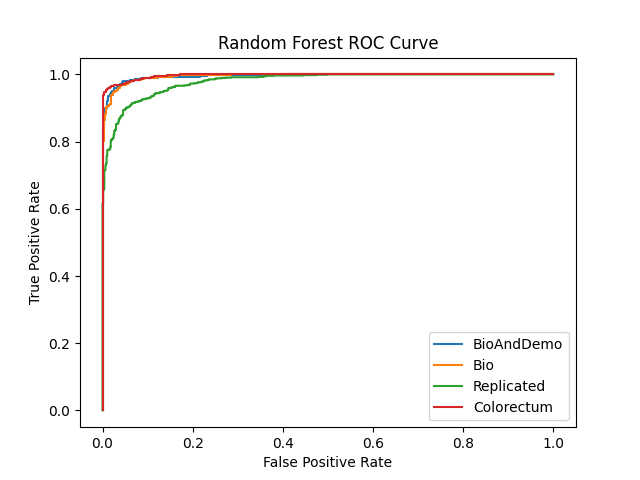 Random Forest ROC Curve
True Positive Rate
1.0
0.8
0.6
0.4
0.2
0.0
0.0 0.2 0.4 0.6 0.8 1.0
False Positive Rate
BioAndDemo
Bio
Replicated
Colorectum